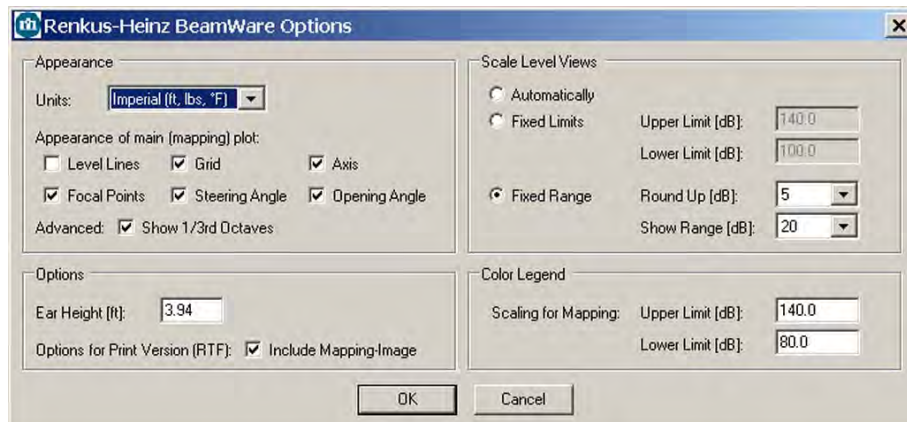 rh Renkus-Heinz BeamWare Options
Appearance
Units: Imperial (ft, lbs, °F)
Appearance of main (mapping) plot:
Level Lines Grid Axis
Focal Points Steering Angle Opening Angle
Advanced: Show 1/3rd Octaves
Scale Level Views
Automatically
Fixed Limits Upper Limit [dB]: 140.0
Lower Limit [dB]: 100.0
Fixed Range Round Up [dB]: 5
Show Range [dB]: 20
Options
Ear Height [ft]: 3.94
Options for Print Version (RTF): Include Mapping-Image
Color Legend
Scaling for Mapping: Upper Limit [dB]: 140.0
Lower Limit [dB]: 80.0
OK Cancel